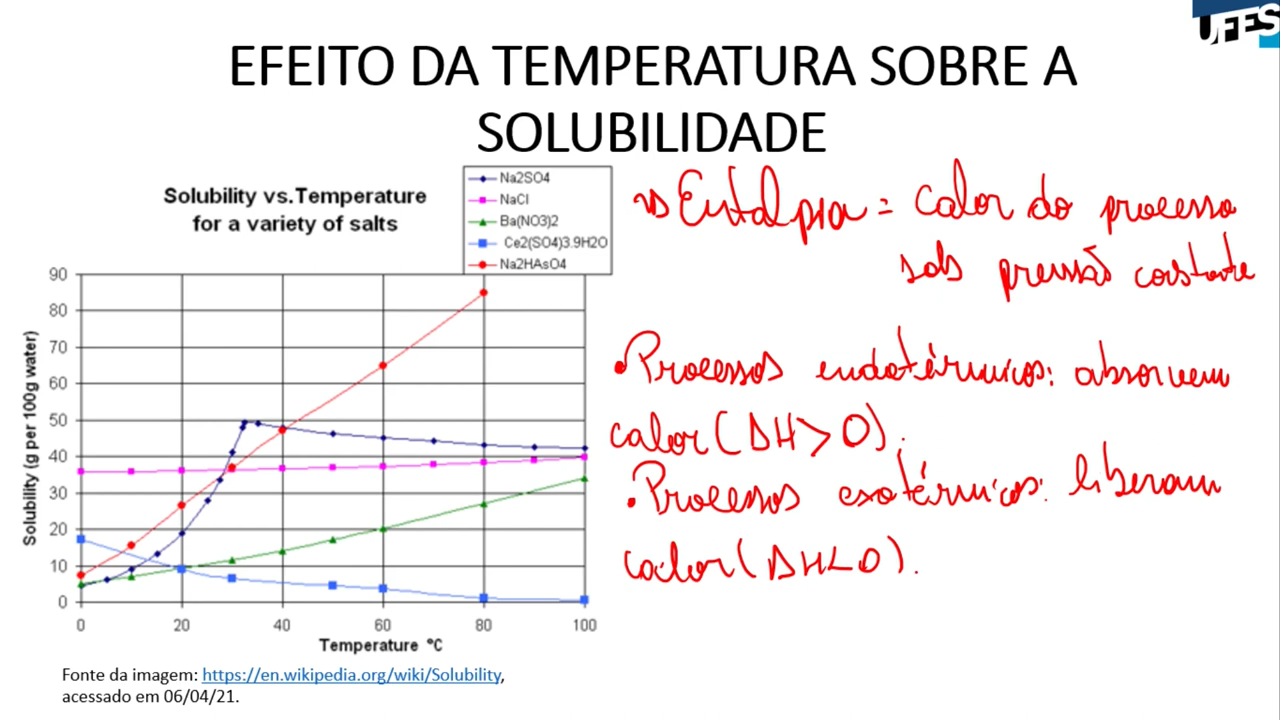 UFES
EFEITO DA TEMPERATURA SOBRE A
SOLUBILIDADE
Solubility vs.Temperature
for a variety of salts
Na2SO4
NaCl
Ba(NO3)2
Ce2(SO4)3.9H2O
Na2HAsO4
Solubility (g per 100g water)
90
80
70
60
50
40
30
20
10
0
0 20 40 60 80 100
Temperature °C
Fonte da imagem: https://en.wikipedia.org/wiki/Solubility,
acessado em 06/04/21.
Entalpia = calor do processo
sob pressão constante
• Processos endotérmicos: absorvem
calor (ΔH > 0).
• Processos exotérmicos: liberam
calor (ΔH < 0).